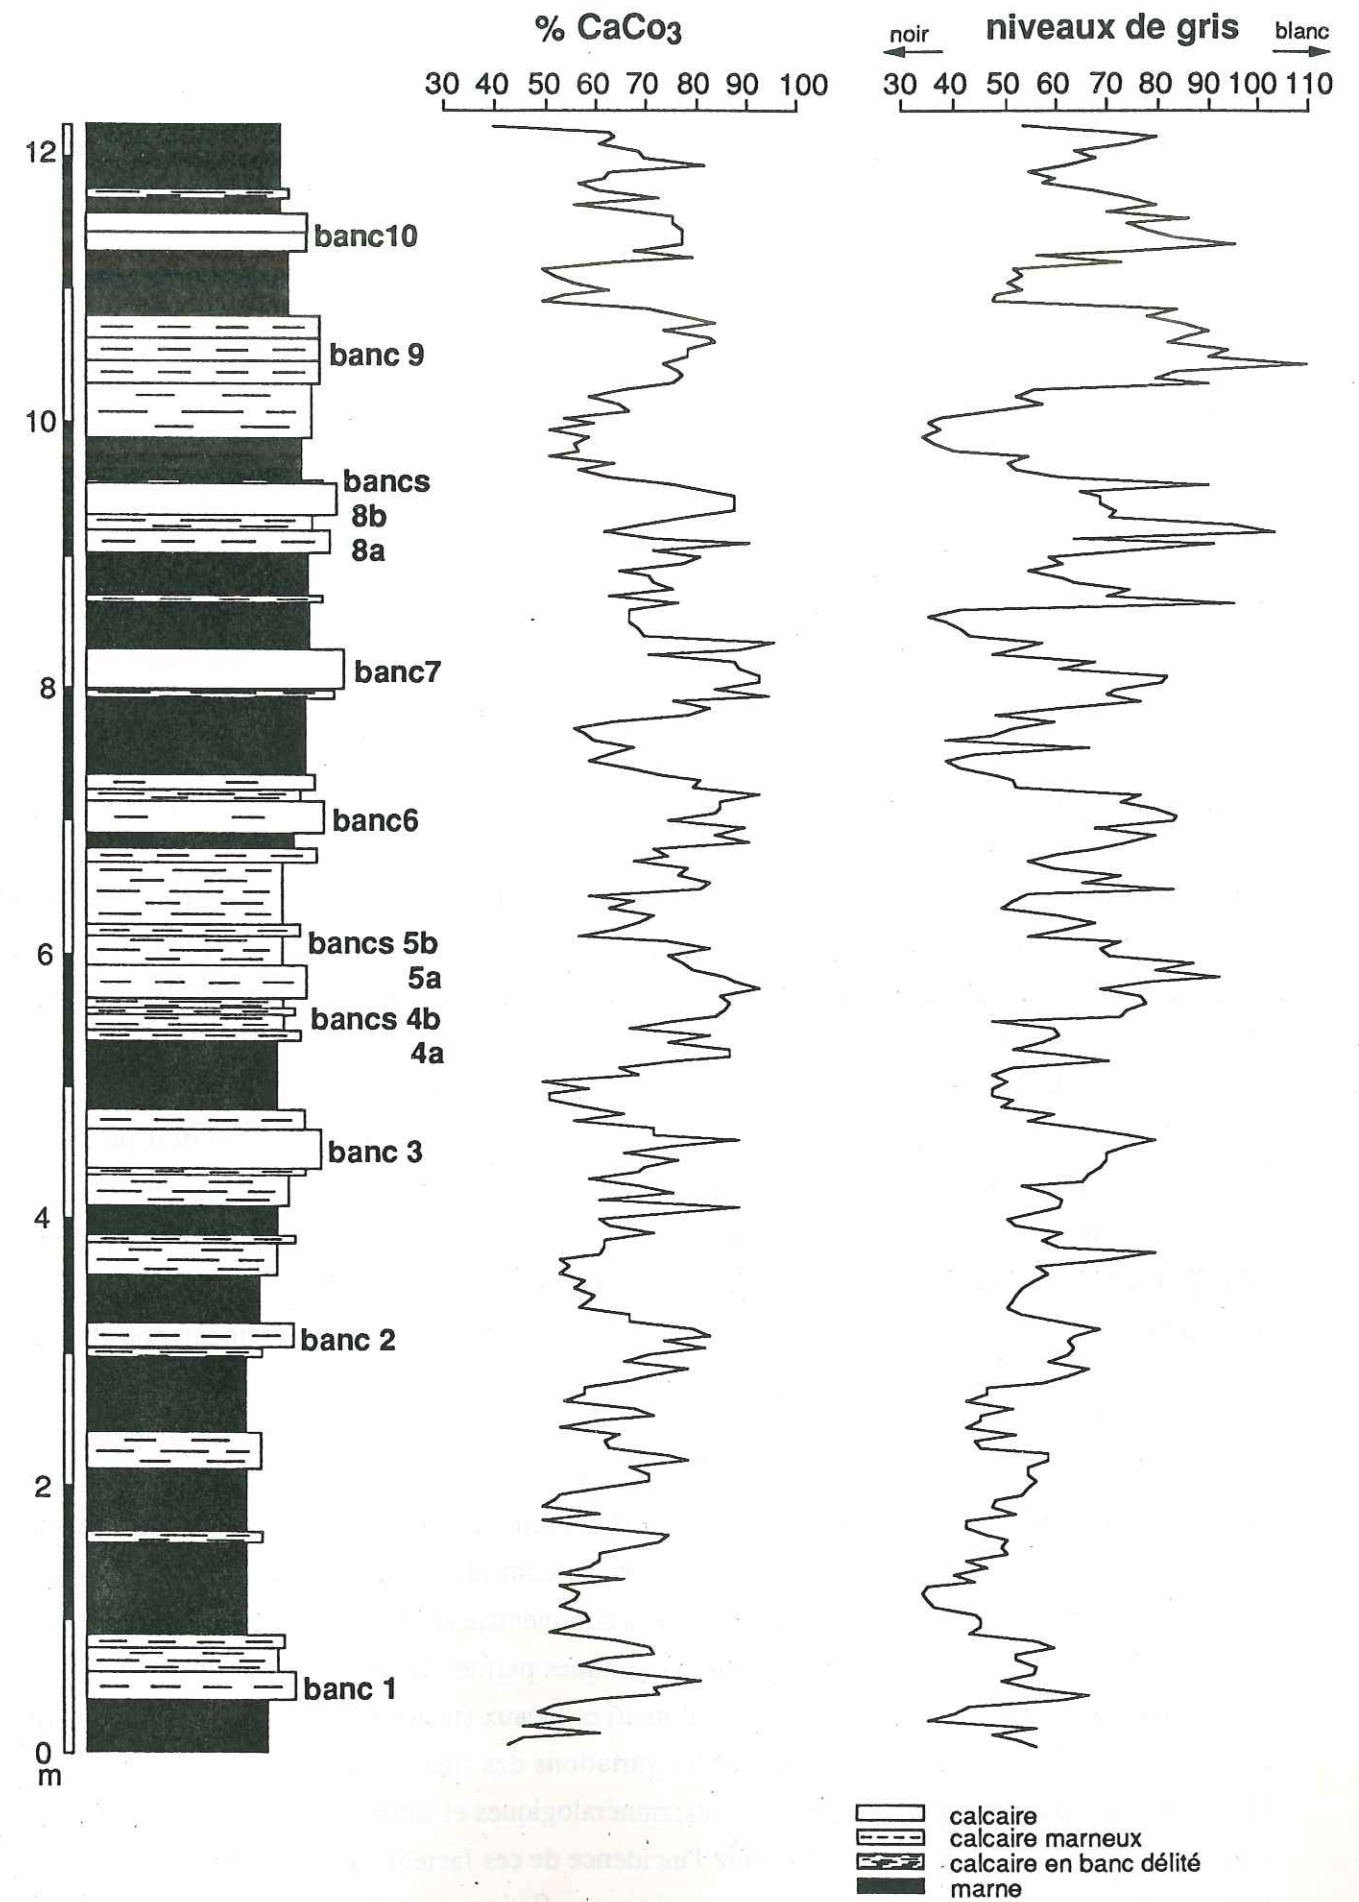 % CaCo3
noir niveaux de gris blanc
30 40 50 60 70 80 90 100
30 40 50 60 70 80 90 100 110
12
banc10
banc 9
10
bancs
8b
8a
8
banc7
banc6
6
bancs 5b
5a
bancs 4b
4a
4
banc 3
banc 2
2
banc 1
0
m
calcaire
calcaire marneux
calcaire en banc délité
marne